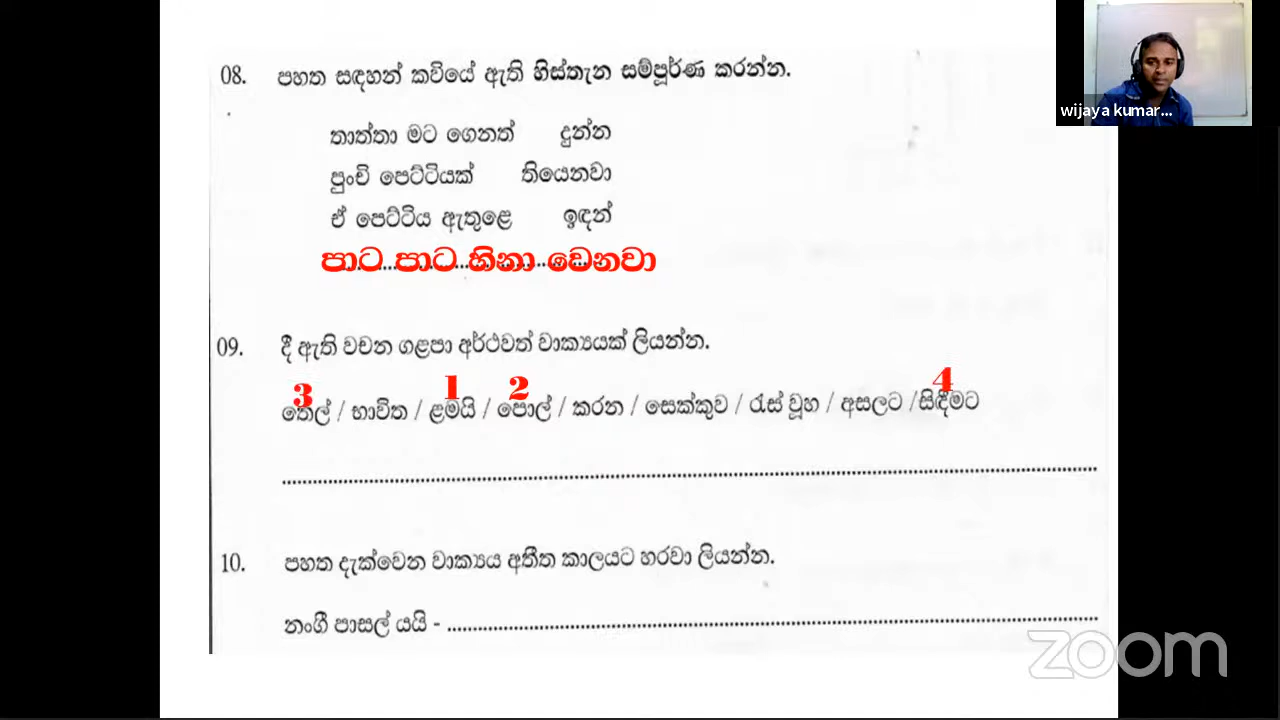 08. පහත සඳහන් කවියේ ඇති හිස්තැන සම්පූර්ණ කරන්න.
තාත්තා මට ගෙනත් දුන්න
පුංචි පෙට්ටියක් තියෙනවා
ඒ පෙට්ටිය ඇතුළෙ ඉඳන්
පාට පාට හිනා වෙනවා
09. දී ඇති වචන ගළපා අර්ථවත් වාක්‍යයක් ලියන්න.
3 1 2 4
තෙල් / භාවිත / ළමයි / පොල් / කරන / සෙක්කුව / රැස් වූහ / අසලට /සිඳීමට
10. පහත දැක්වෙන වාක්‍යය අතීත කාලයට හරවා ලියන්න.
නංගී පාසල් යයි -
wijaya kumar...
zoom